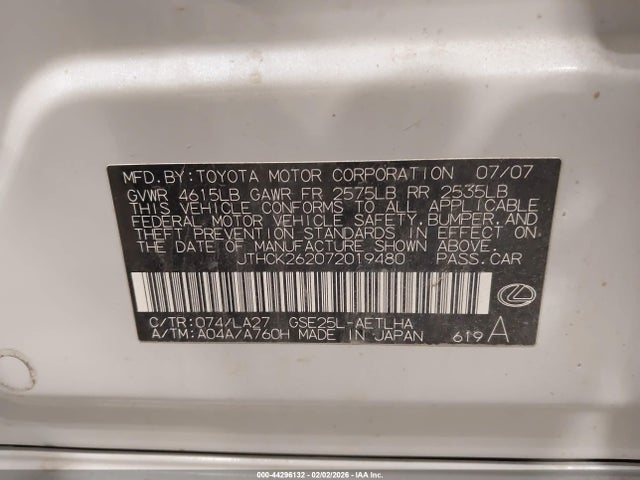 MFD.BY:TOYOTA MOTOR CORPORATION 07/07
GVWR 4615LB GAWR FR 2575LB RR 2535LB
THIS VEHICLE CONFORMS TO ALL APPLICABLE
FEDERAL MOTOR VEHICLE SAFETY,BUMPER,AND
THEFT PREVENTION STANDARDS IN EFFECT ON
THE DATE OF MANUFACTURE SHOWN ABOVE.
JTHCK262072019480 PASS.CAR
C/TR:074/LA27 GSE25L-AETLHA
A/TM:A04A/A760H MADE IN JAPAN 619 A
000-44296132 - 02/02/2026 - IAA, Inc.